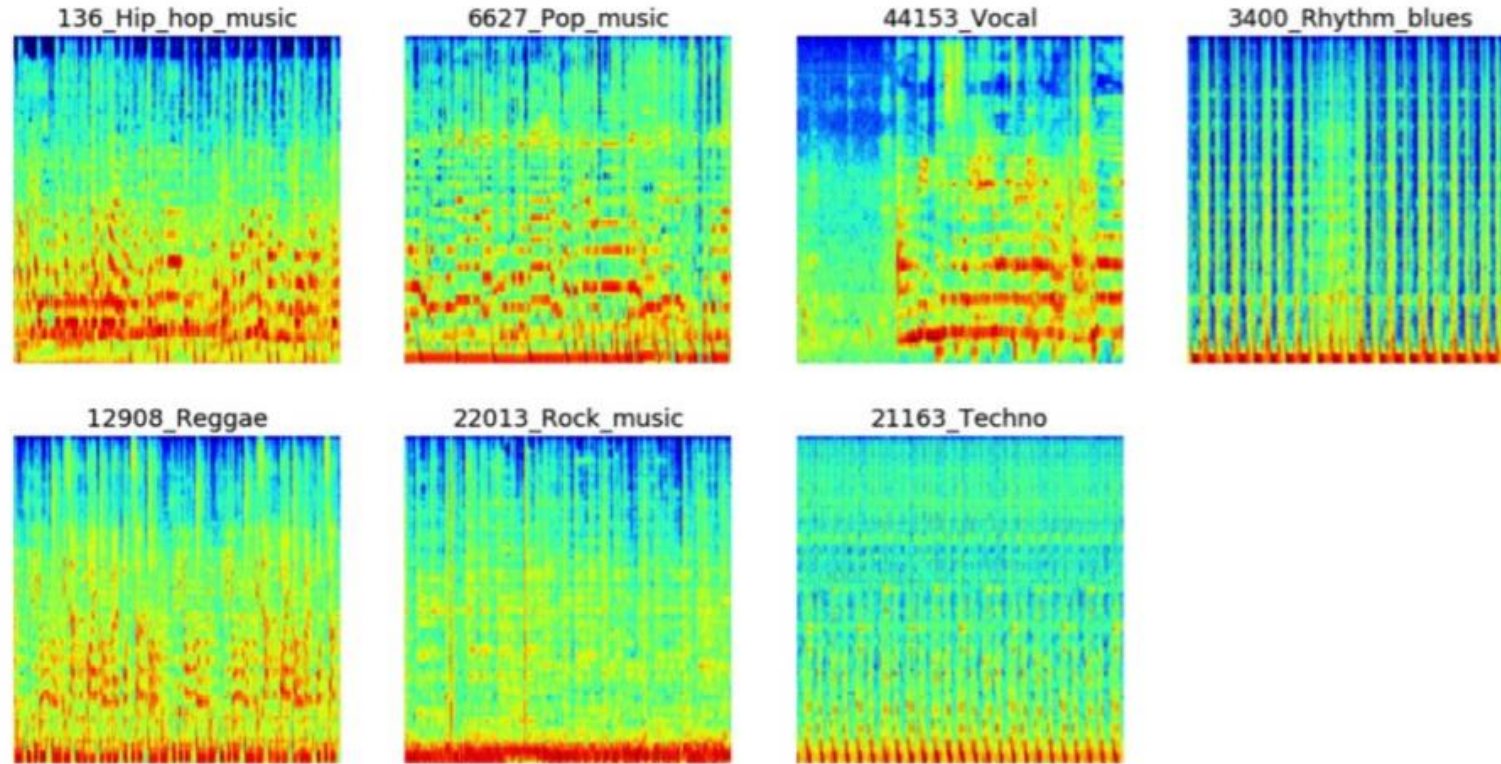 136_Hip_hop_music
6627_Pop_music
44153_Vocal
3400_Rhythm_blues
12908_Reggae
22013_Rock_music
21163_Techno